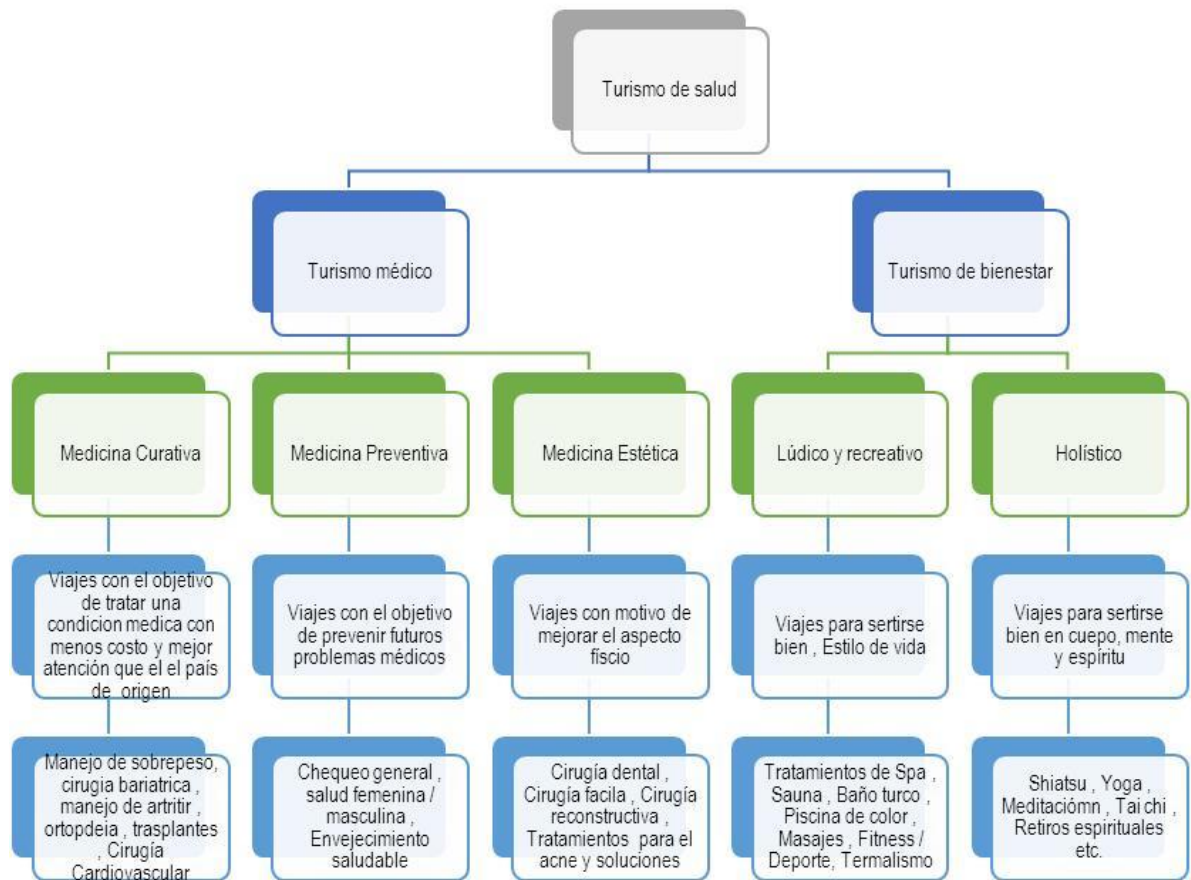 Turismo de salud
Turismo médico
Turismo de bienestar
Medicina Curativa
Medicina Preventiva
Medicina Estética
Lúdico y recreativo
Holístico
Viajes con el objetivo
de tratar una
condicion medica con
menos costo y mejor
atención que el el país
de origen
Viajes con el objetivo
de prevenir futuros
problemas médicos
Viajes con motivo de
mejorar el aspecto
físcio
Viajes para sertirse
bien , Estilo de vida
Viajes para sertirse
bien en cuepo, mente
y espíritu
Manejo de sobrepeso,
cirugia bariatrica ,
manejo de artritir ,
ortopdeia , trasplantes
, Cirugía
Cardiovascular
Chequeo general ,
salud femenina /
masculina ,
Envejecimiento
saludable
Cirugía dental ,
Cirugía facila , Cirugía
reconstructiva ,
Tratamientos para el
acne y soluciones
Tratamientos de Spa ,
Sauna , Baño turco ,
Piscina de color ,
Masajes , Fitness /
Deporte, Termalismo
Shiatsu , Yoga ,
Meditaciómn , Tai chi ,
Retiros espirituales
etc.